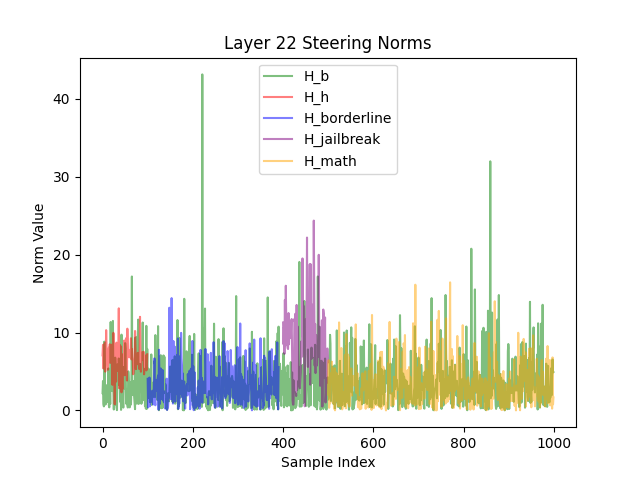 Layer 22 Steering Norms
H_b
H_h
H_borderline
H_jailbreak
H_math
Norm Value
40
30
20
10
0
0
200
400
600
800
1000
Sample Index